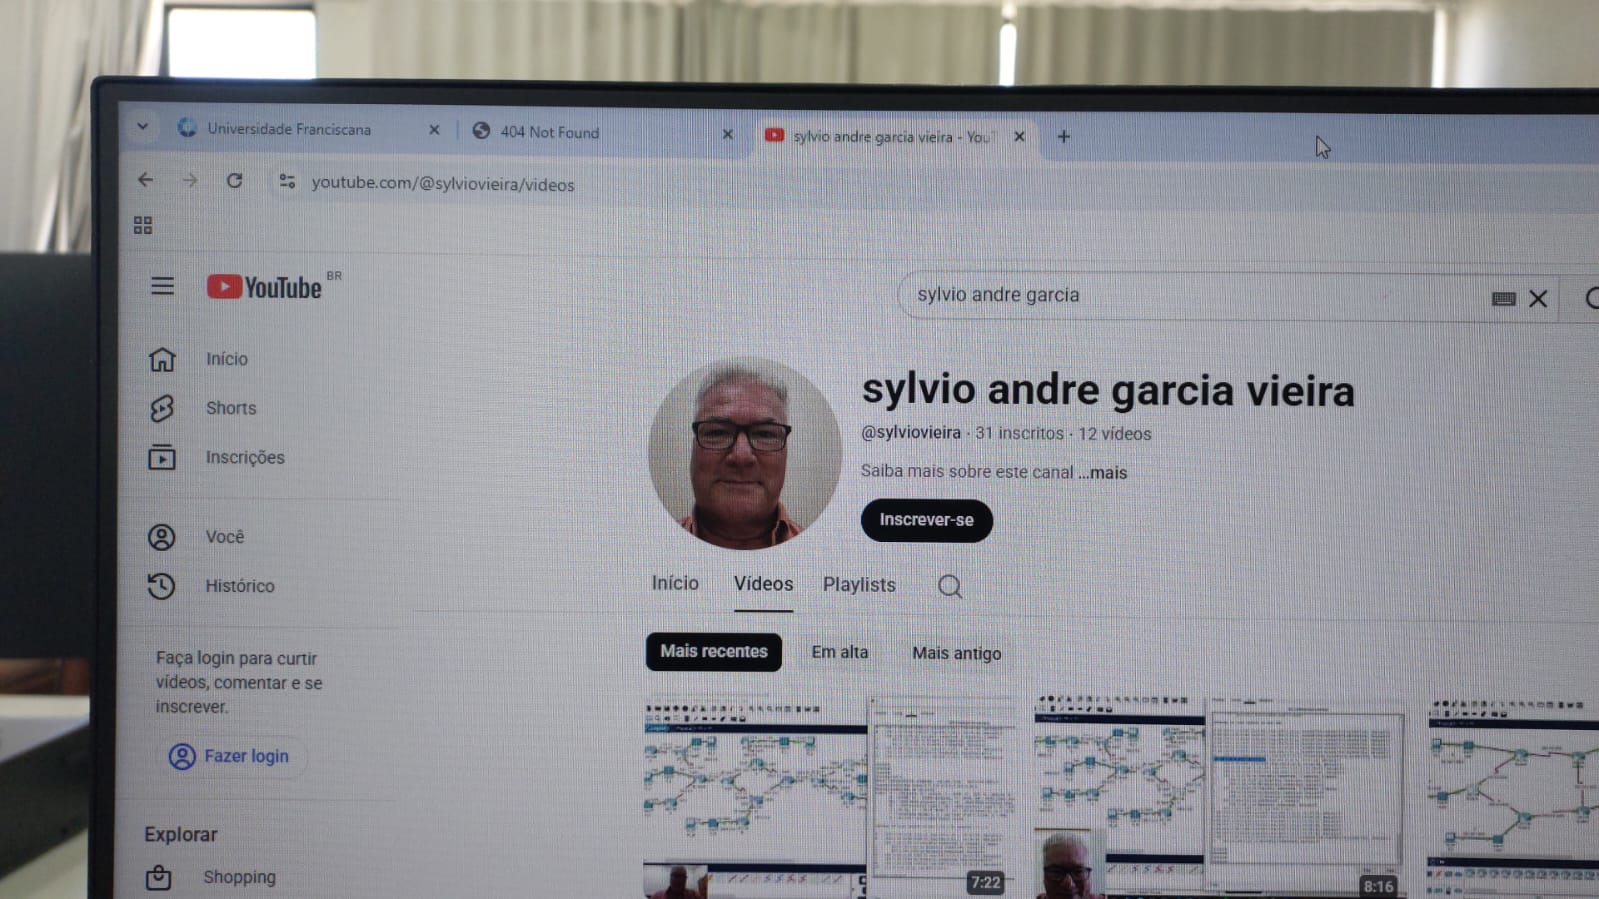 Universidade Franciscana
404 Not Found
sylvio andre garcia vieira - You
youtube.com/@sylviovieira/videos
YouTube BR
sylvio andre garcia
Início
Shorts
Inscrições
Você
Histórico
Faça login para curtir
vídeos, comentar e se
inscrever.
Fazer login
Explorar
Shopping
sylvio andre garcia vieira
@sylviovieira · 31 inscritos · 12 vídeos
Saiba mais sobre este canal ...mais
Inscrever-se
Início Vídeos Playlists
Mais recentes Em alta Mais antigo
7:22
8:16